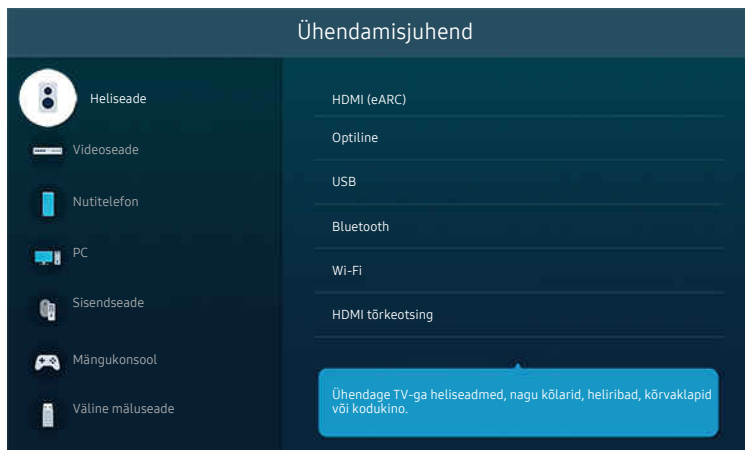 Ühendamisjuhend
Heliseade
Videoseade
Nutitelefon
PC
Sisendseade
Mängukonsool
Väline mäluseade
HDMI (eARC)
Optiline
USB
Bluetooth
Wi-Fi
HDMI tõrkeotsing
Ühendage TV-ga heliseadmed, nagu kõlarid, heliribad, kõrvaklapid
või kodukino.